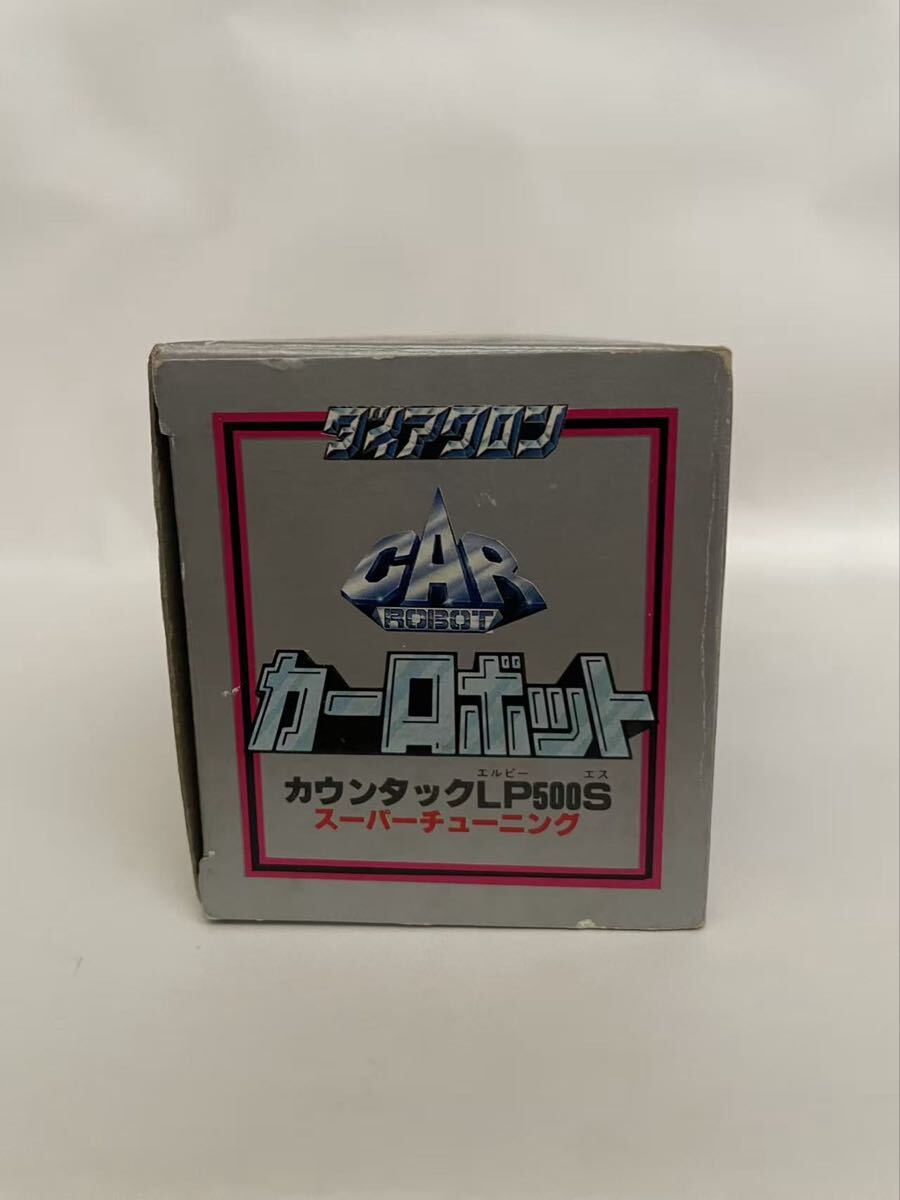 ダイアクロン
CAR
ROBOT
カーロボット
エルピー エス
カウンタックLP500S
スーパーチューニング